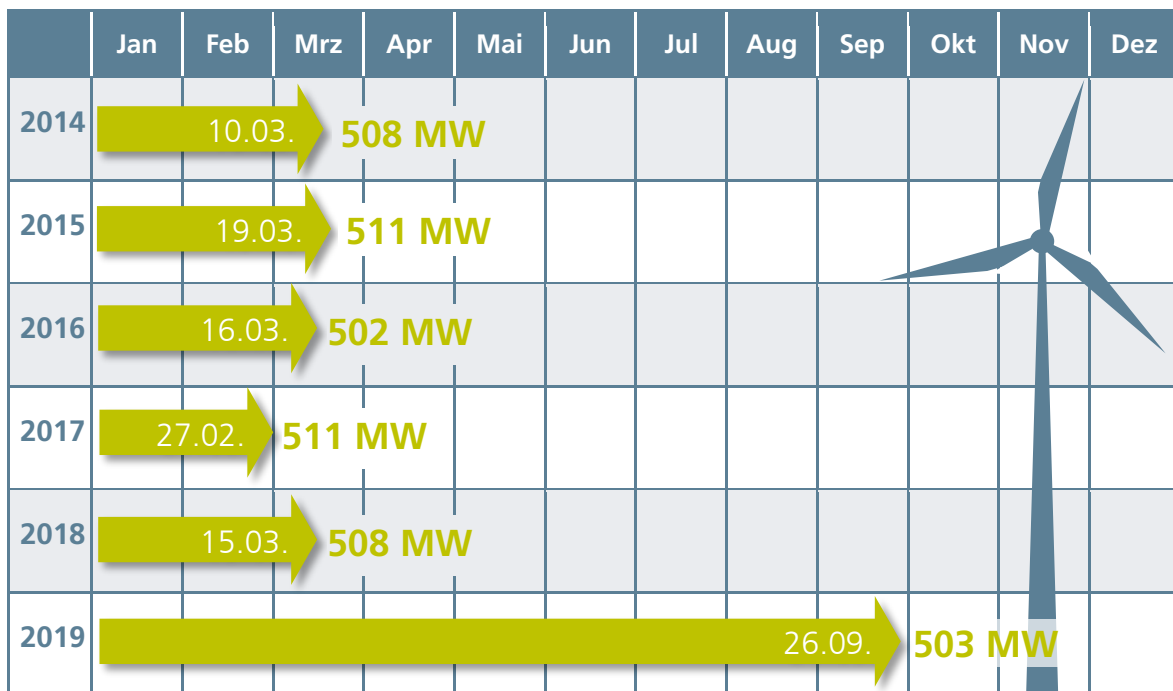 Jan Feb Mrz Apr Mai Jun Jul Aug Sep Okt Nov Dez
2014 10.03. 508 MW
2015 19.03. 511 MW
2016 16.03. 502 MW
2017 27.02. 511 MW
2018 15.03. 508 MW
2019 26.09. 503 MW